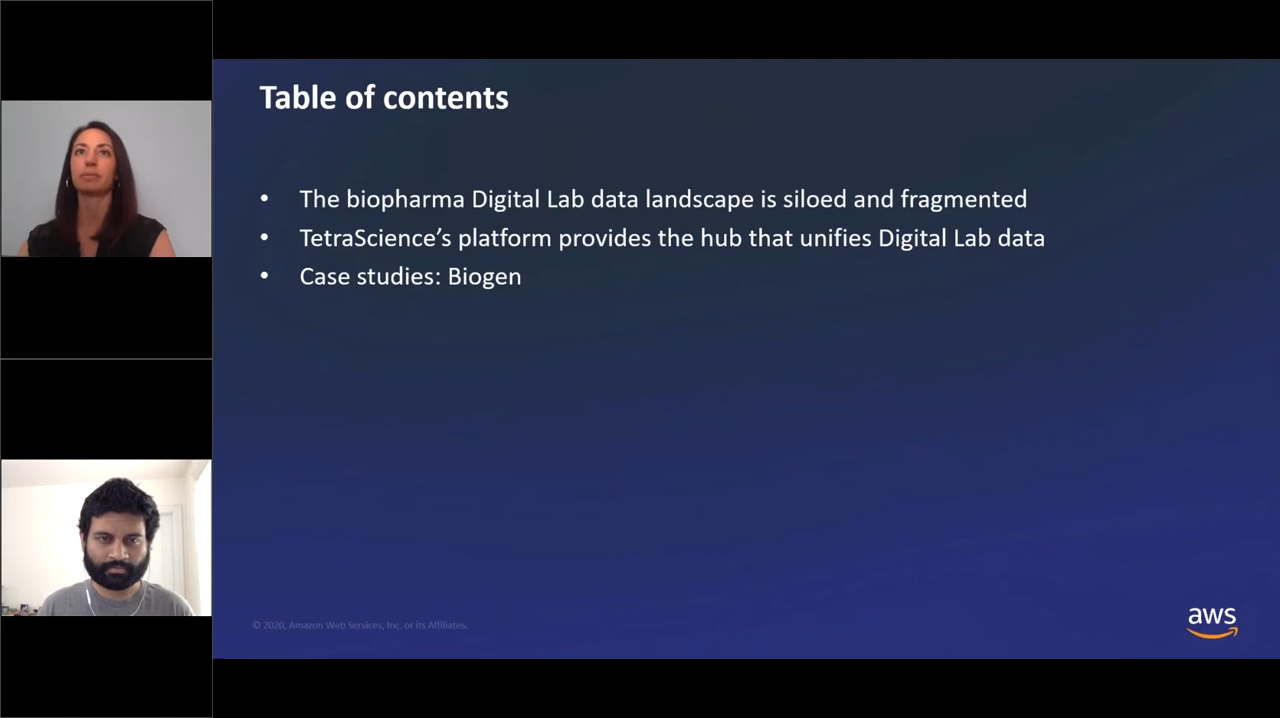 Table of contents
• The biopharma Digital Lab data landscape is siloed and fragmented
• TetraScience’s platform provides the hub that unifies Digital Lab data
• Case studies: Biogen
© 2020, Amazon Web Services, Inc. or its Affiliates.
aws